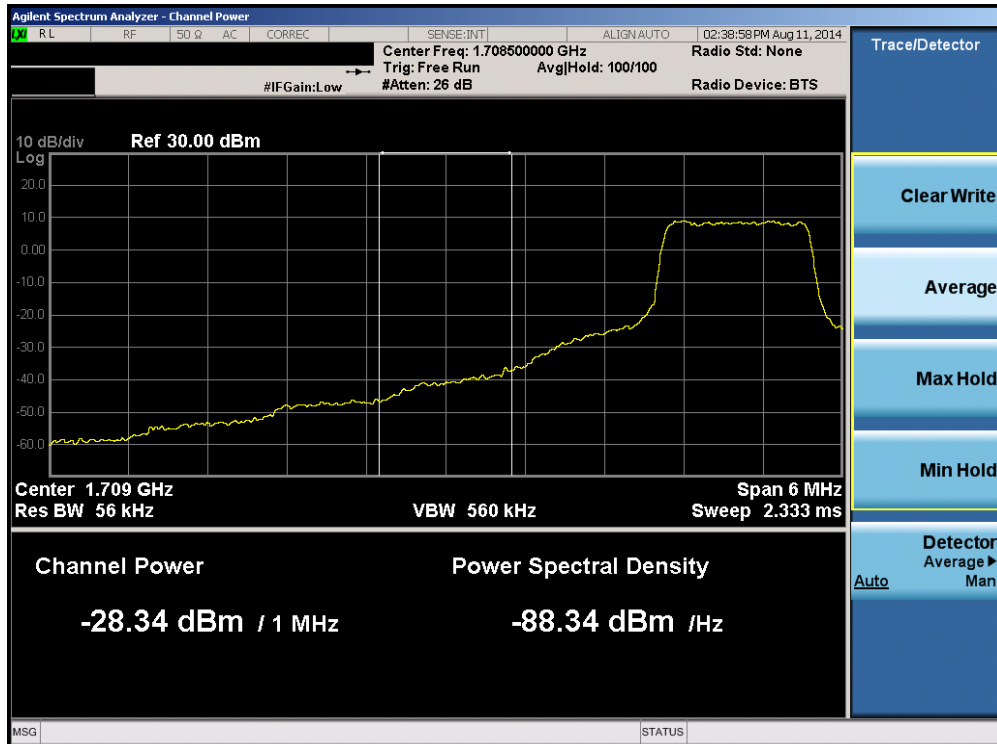 Agilent Spectrum Analyzer - Channel Power
LXI RL RF 50 Ω AC CORREC SENSE:INT ALIGN AUTO 02:38:58 PM Aug 11, 2014
Center Freq: 1.708500000 GHz Radio Std: None
Trig: Free Run Avg|Hold: 100/100
#IFGain:Low #Atten: 26 dB Radio Device: BTS
Trace/Detector
10 dB/div Ref 30.00 dBm
Log
20.0
10.0
0.00
-10.0
-20.0
-30.0
-40.0
-50.0
-60.0
Center 1.709 GHz Span 6 MHz
Res BW 56 kHz VBW 560 kHz Sweep 2.333 ms
Channel Power Power Spectral Density
-28.34 dBm / 1 MHz -88.34 dBm /Hz
Clear Write
Average
Max Hold
Min Hold
Detector
Average▶
Auto Man
MSG STATUS